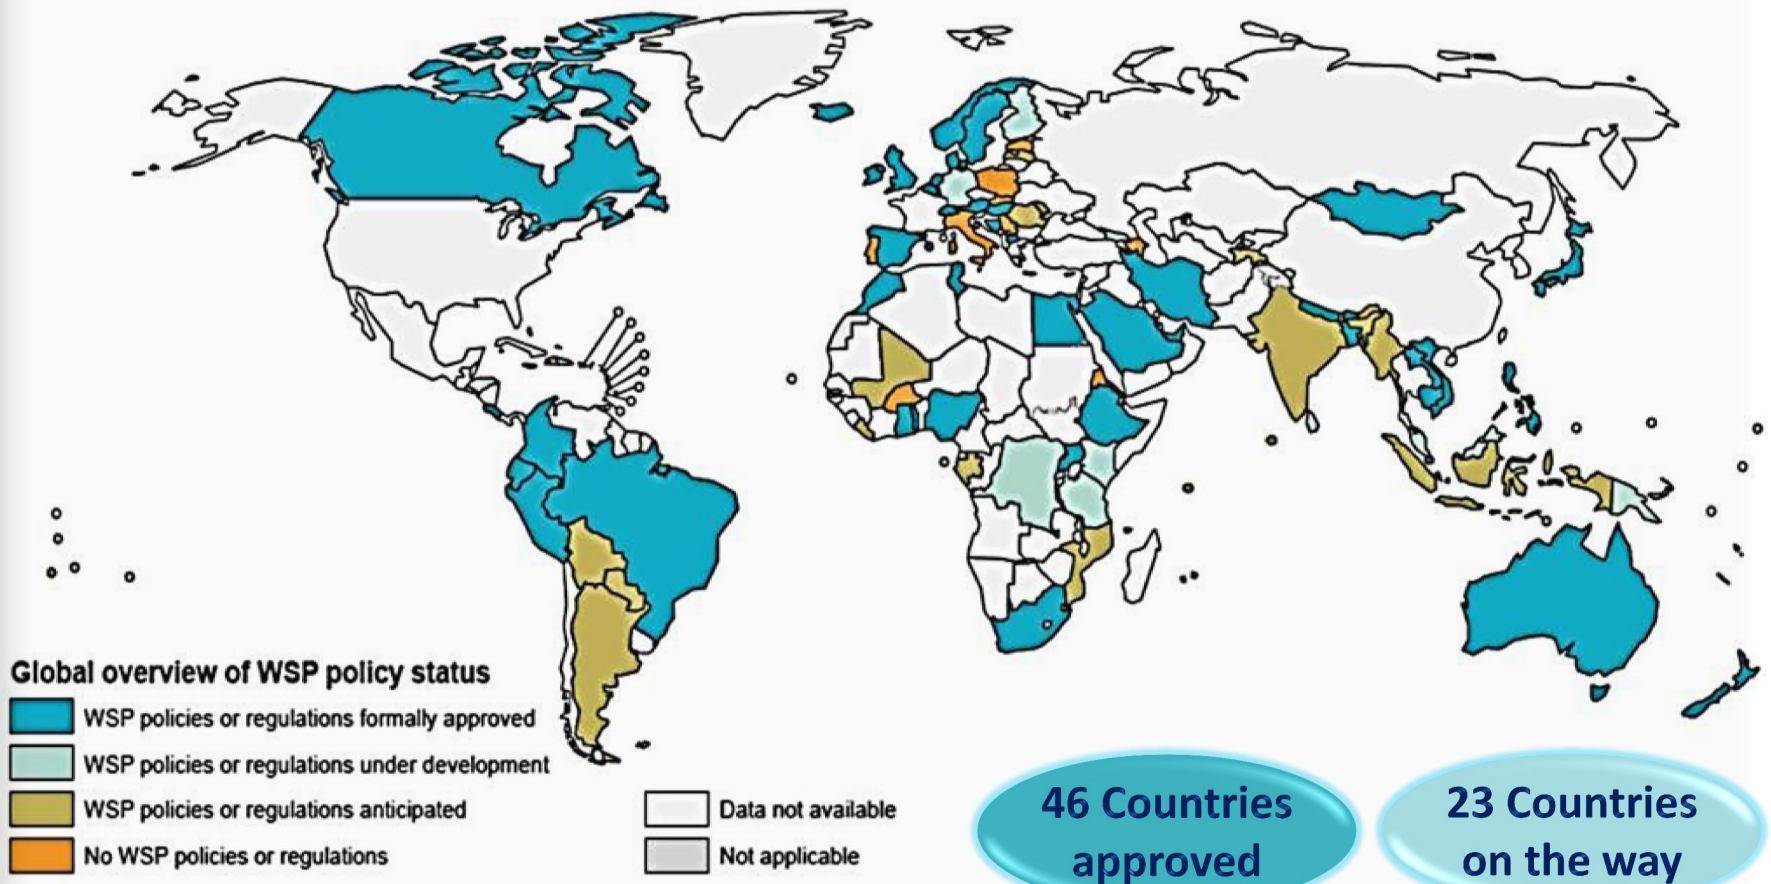 Global overview of WSP policy status
WSP policies or regulations formally approved
WSP policies or regulations under development
WSP policies or regulations anticipated
No WSP policies or regulations
Data not available
Not applicable
46 Countries
approved
23 Countries
on the way